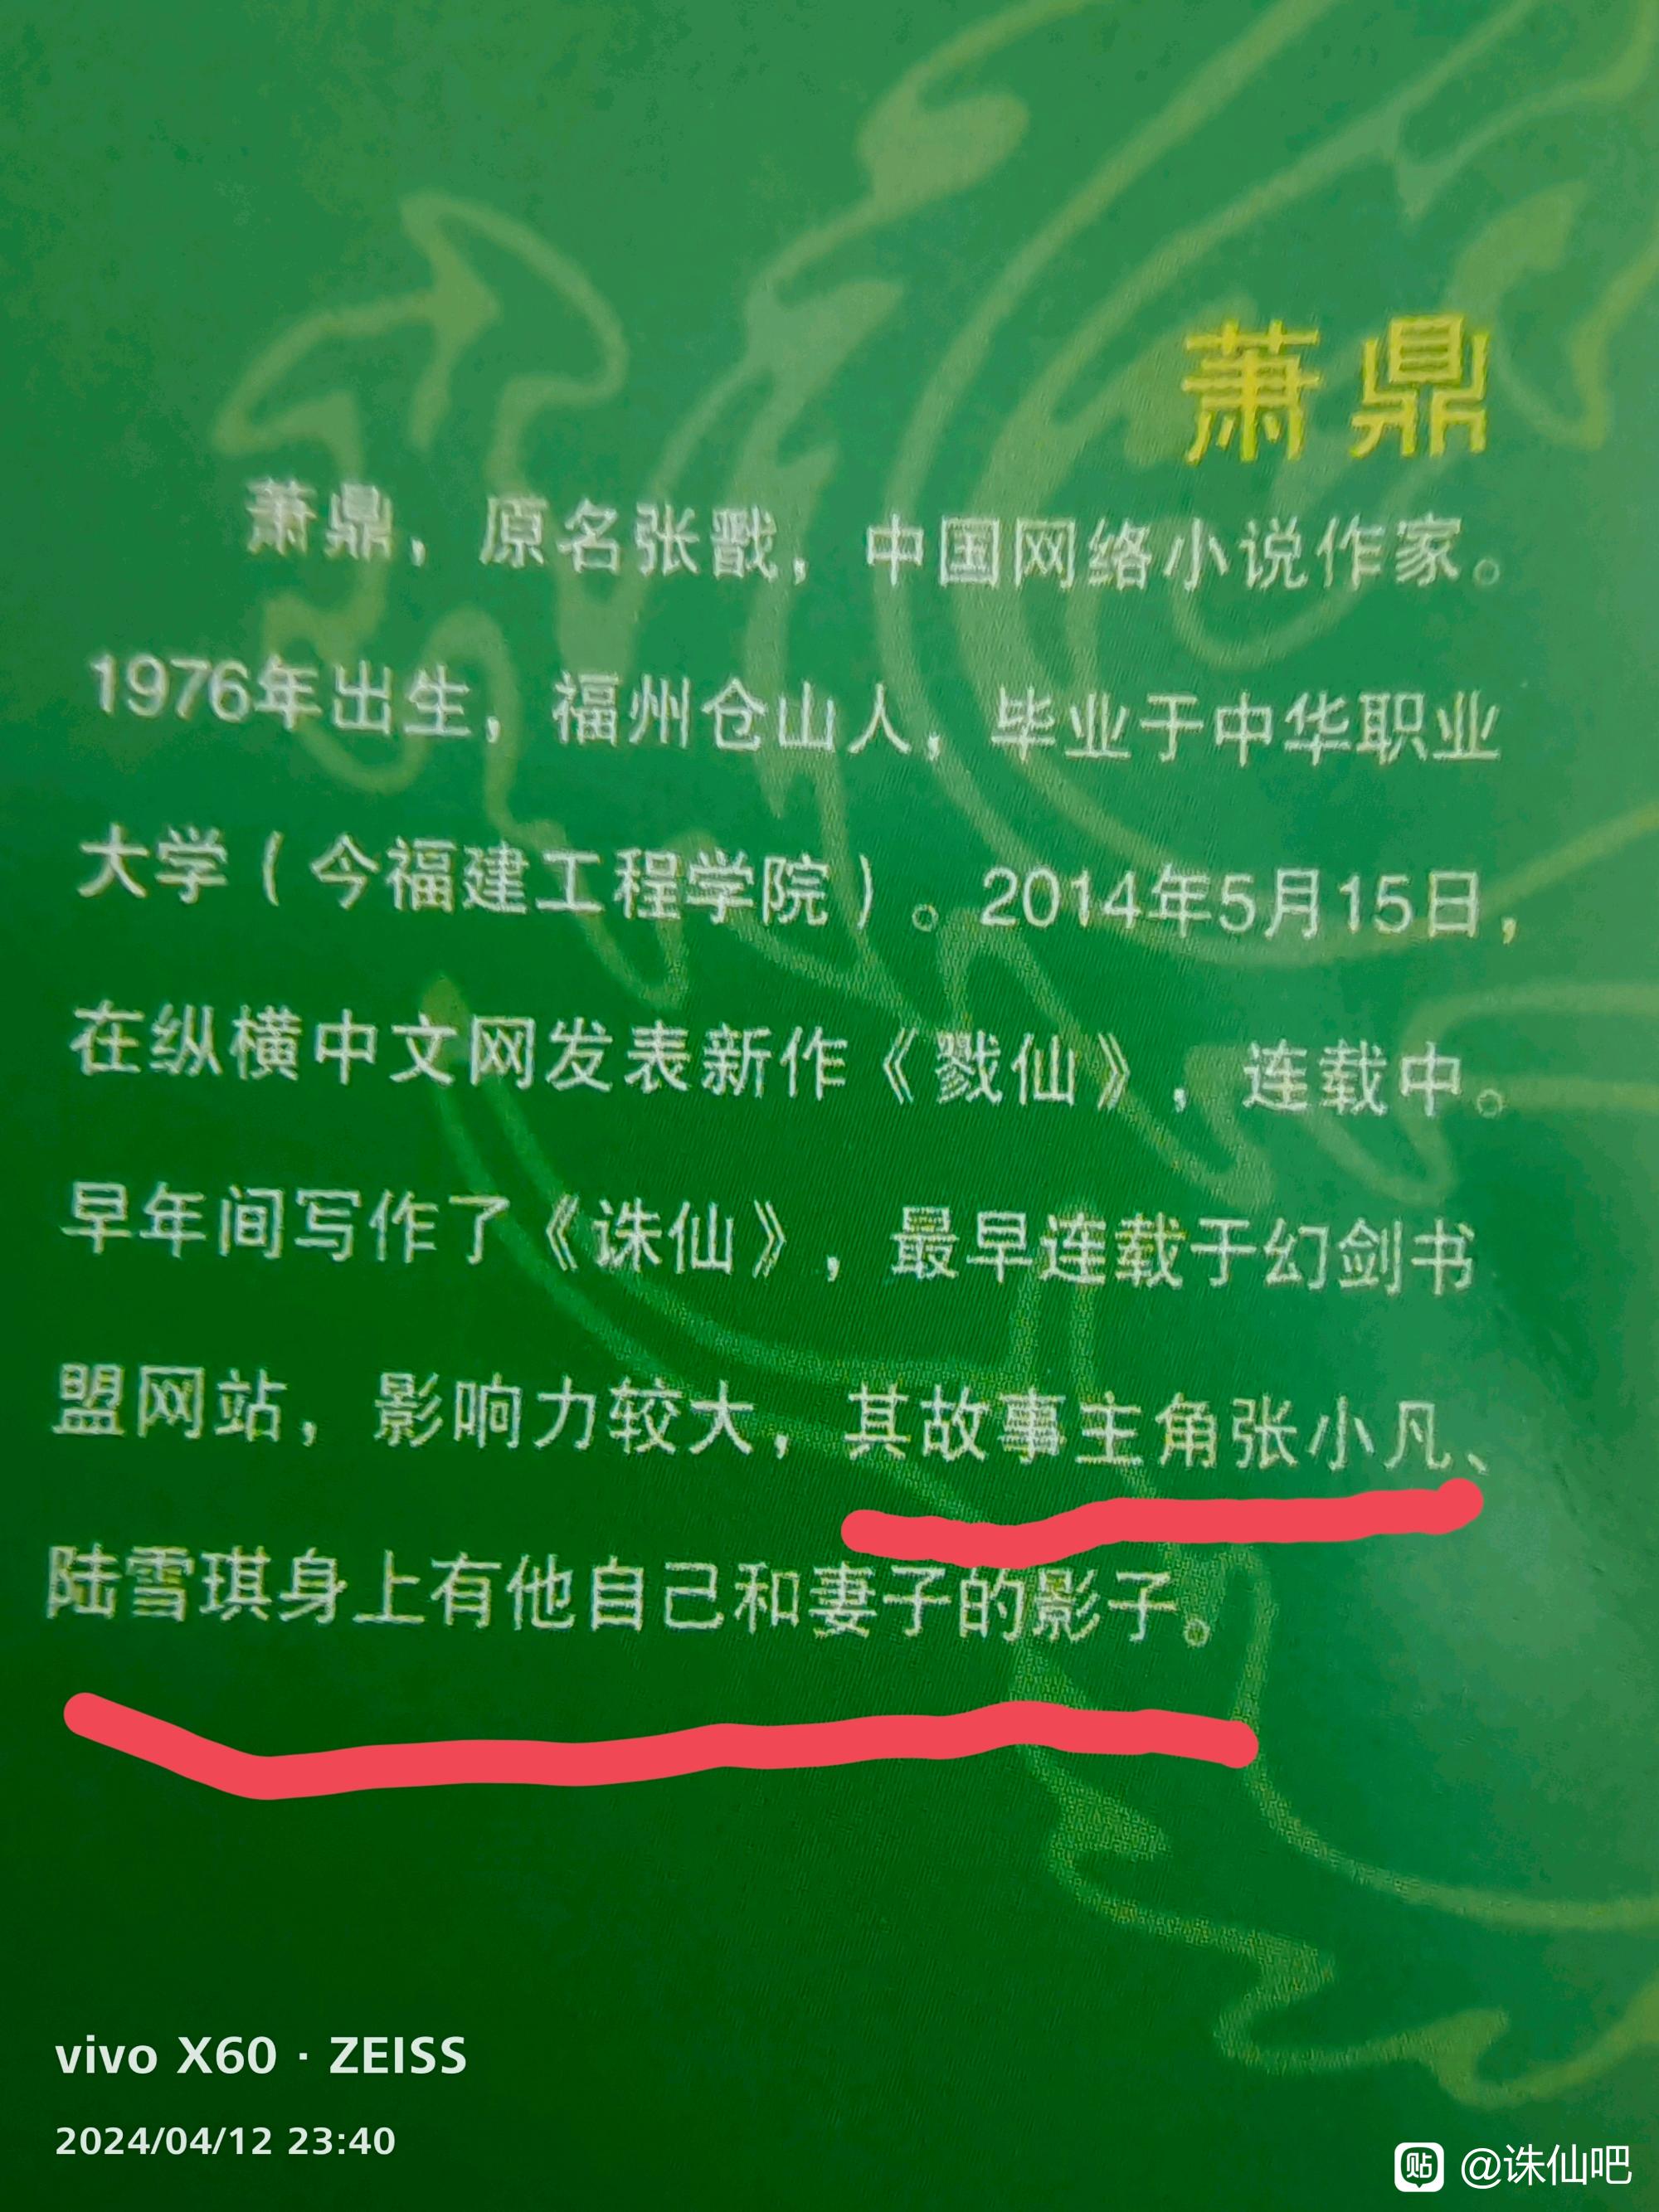 萧鼎
萧鼎，原名张戬，中国网络小说作家。
1976年出生，福州仓山人，毕业于中华职业
大学（今福建工程学院）。2014年5月15日，
在纵横中文网发表新作《戮仙》，连载中。
早年间写作了《诛仙》，最早连载于幻剑书
盟网站，影响力较大，其故事主角张小凡、
陆雪琪身上有他自己和妻子的影子。
vivo X60 · ZEISS
2024/04/12 23:40
贴 @诛仙吧